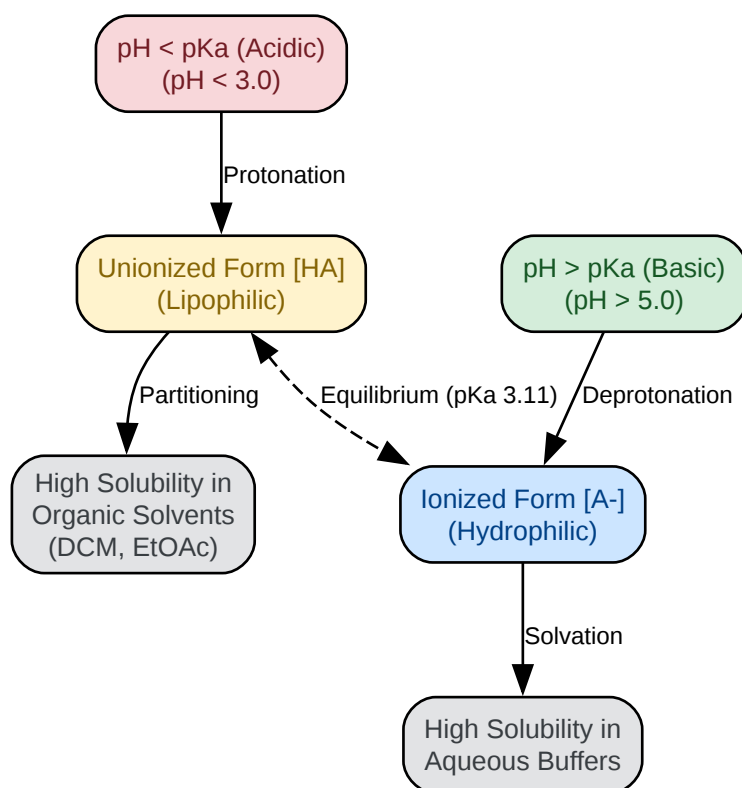 pH < pKa (Acidic)
(pH < 3.0)
Protonation
Unionized Form [HA]
(Lipophilic)
pH > pKa (Basic)
(pH > 5.0)
Partitioning
Equilibrium (pKa 3.11)
Deprotonation
High Solubility in
Organic Solvents
(DCM, EtOAc)
Ionized Form [A-]
(Hydrophilic)
Solvation
High Solubility in
Aqueous Buffers